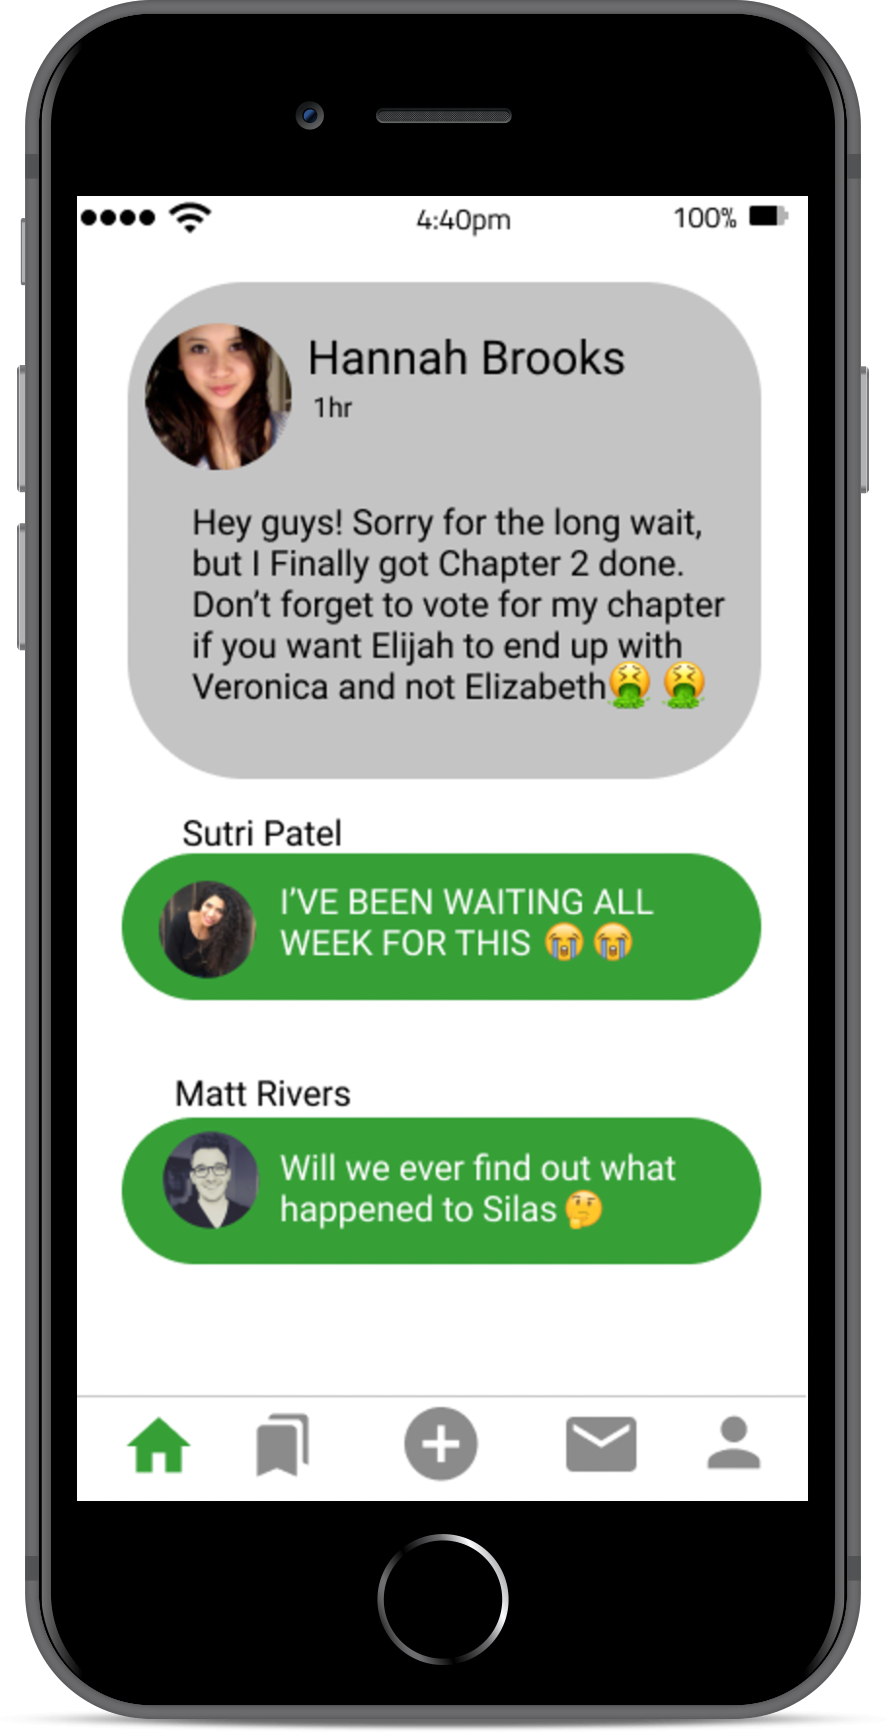 4:40pm 100%
Hannah Brooks
1hr
Hey guys! Sorry for the long wait,
but I Finally got Chapter 2 done.
Don’t forget to vote for my chapter
if you want Elijah to end up with
Veronica and not Elizabeth🤮 🤮
Sutri Patel
I’VE BEEN WAITING ALL
WEEK FOR THIS 😭 😭
Matt Rivers
Will we ever find out what
happened to Silas 🤔